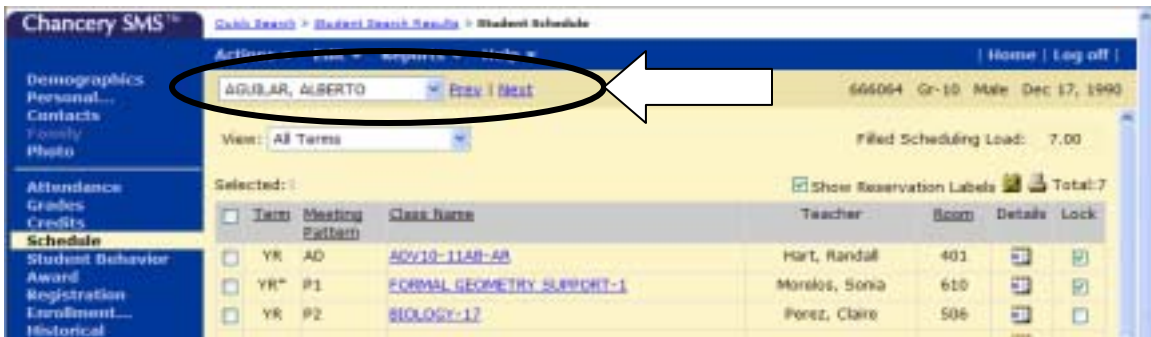 Chancery SMS™
Quick Search > Student Search Results > Student Schedule
| Home | Log off |
Demographics
Personal...
Contacts
Family
Photo
Attendance
Grades
Credits
Schedule
Student Behavior
Award
Registration
Enrollment...
Historical
AGUILAR, ALBERTO Prev | Next
666064 Gr-10 Male Dec 17, 1990
View: All Terms
Filled Scheduling Load: 7.00
Selected:
Show Reservation Labels Total:7
Term Meeting Pattern Class Name Teacher Room Details Lock
YR AD ADV10-11AB-AR Hart, Randall 401
YR* P1 FORMAL GEOMETRY SUPPORT-1 Morelos, Sonia 610
YR P2 BIOLOGY-17 Perez, Claire 506